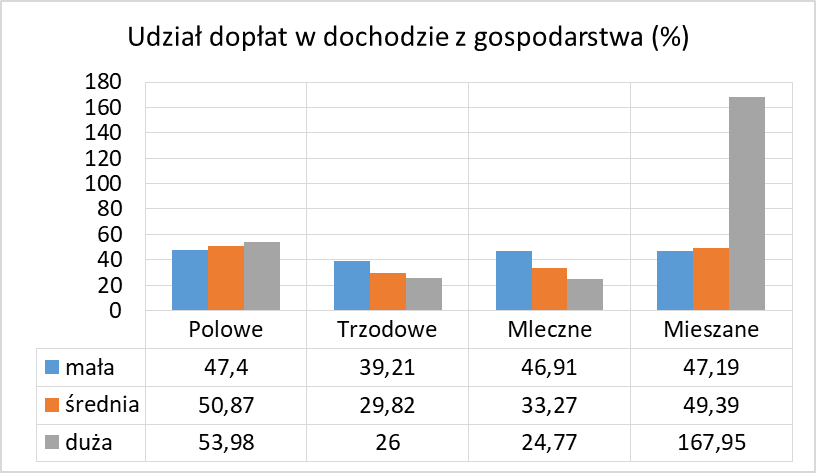 Udział dopłat w dochodzie z gospodarstwa (%)
180
160
140
120
100
80
60
40
20
0
Polowe Trzodowe Mleczne Mieszane
mała 47,4 39,21 46,91 47,19
średnia 50,87 29,82 33,27 49,39
duża 53,98 26 24,77 167,95